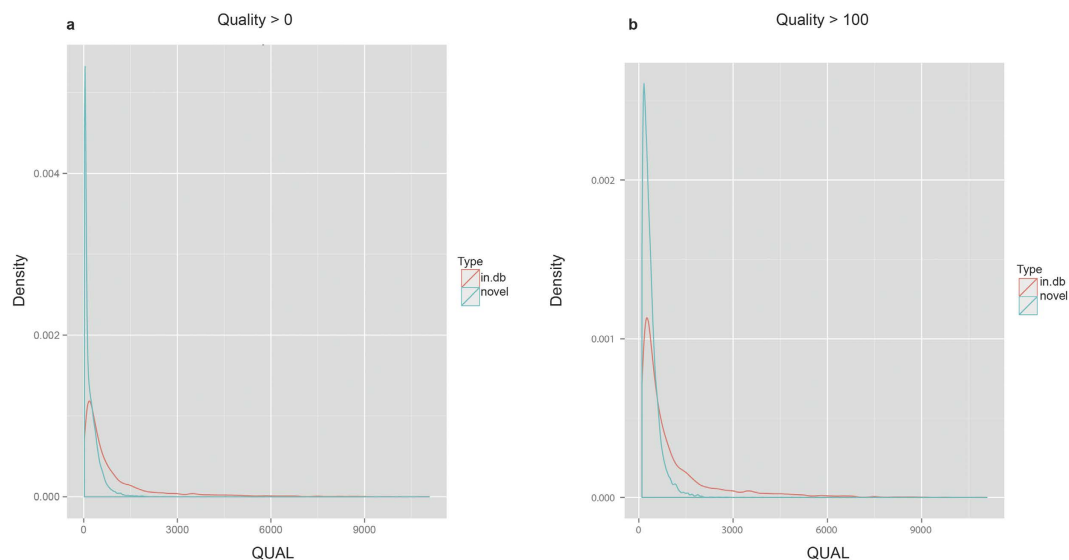 a
Quality > 0
0.004
0.002
0.000
Density
0
3000
6000
9000
QUAL
Type
in.db
novel
b
Quality > 100
0.002
0.001
0.000
Density
0
3000
6000
9000
QUAL
Type
in.db
novel